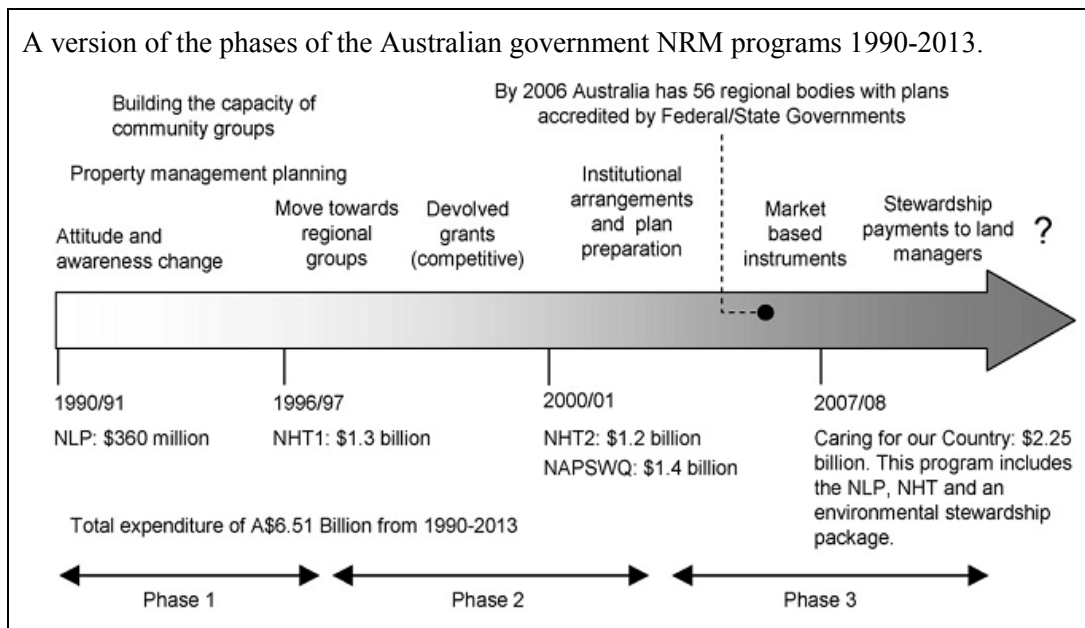 A version of the phases of the Australian government NRM programs 1990-2013.
Building the capacity of
community groups
By 2006 Australia has 56 regional bodies with plans
accredited by Federal/State Governments
Property management planning
Attitude and
awareness change
Move towards
regional
groups
Devolved
grants
(competitive)
Institutional
arrangements
and plan
preparation
Market
based
instruments
Stewardship
payments to land
managers
?
1990/91
NLP: $360 million
1996/97
NHT1: $1.3 billion
2000/01
NHT2: $1.2 billion
NAPSWQ: $1.4 billion
2007/08
Caring for our Country: $2.25
billion. This program includes
the NLP, NHT and an
environmental stewardship
package.
Total expenditure of A$6.51 Billion from 1990-2013
Phase 1
Phase 2
Phase 3